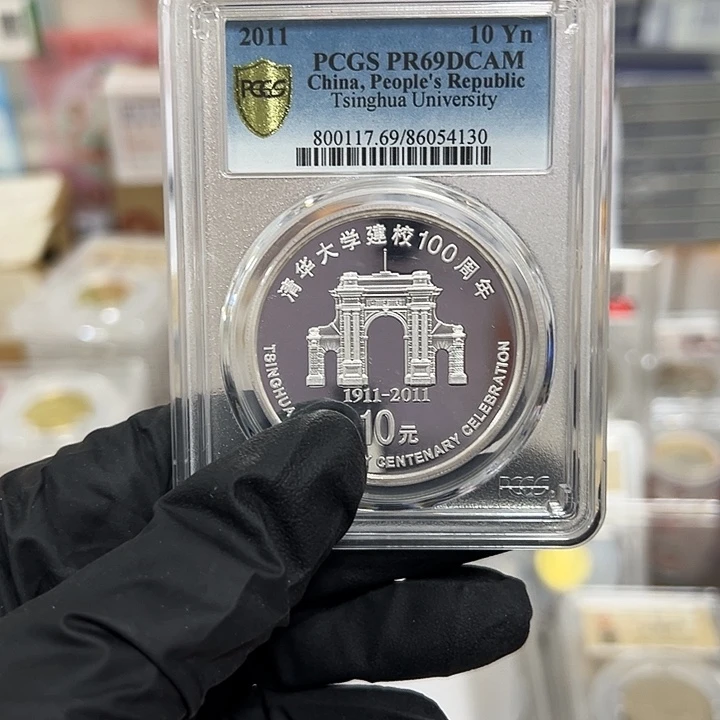 2011 10 Yn
PCGS PR69DCAM
China, People's Republic
Tsinghua University
800117.69/86054130
PCGS
清华大学建校100周年
1911-2011
10元
TSINGHUA CENTENARY CELEBRATION
PCGS